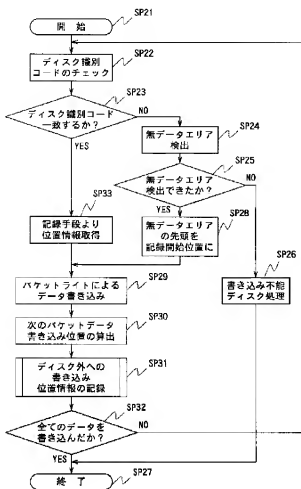 開 始
SP21
SP22
ディスク識別
コードのチェック
SP23
ディスク識別コード
一致するか？
NO
YES
SP24
無データエリア
検出
SP25
無データエリア
検出できたか？
NO
YES
SP33
記録手段より
位置情報取得
SP28
無データエリア
の先頭を
記録開始位置に
SP26
書き込み不能
ディスク処理
SP29
パケットライトによる
データ書き込み
SP30
次のパケットデータ
書き込み位置の算出
SP31
ディスク外への
書き込み
位置情報の記録
SP32
全てのデータを
書き込んだか？
NO
YES
SP27
終 了